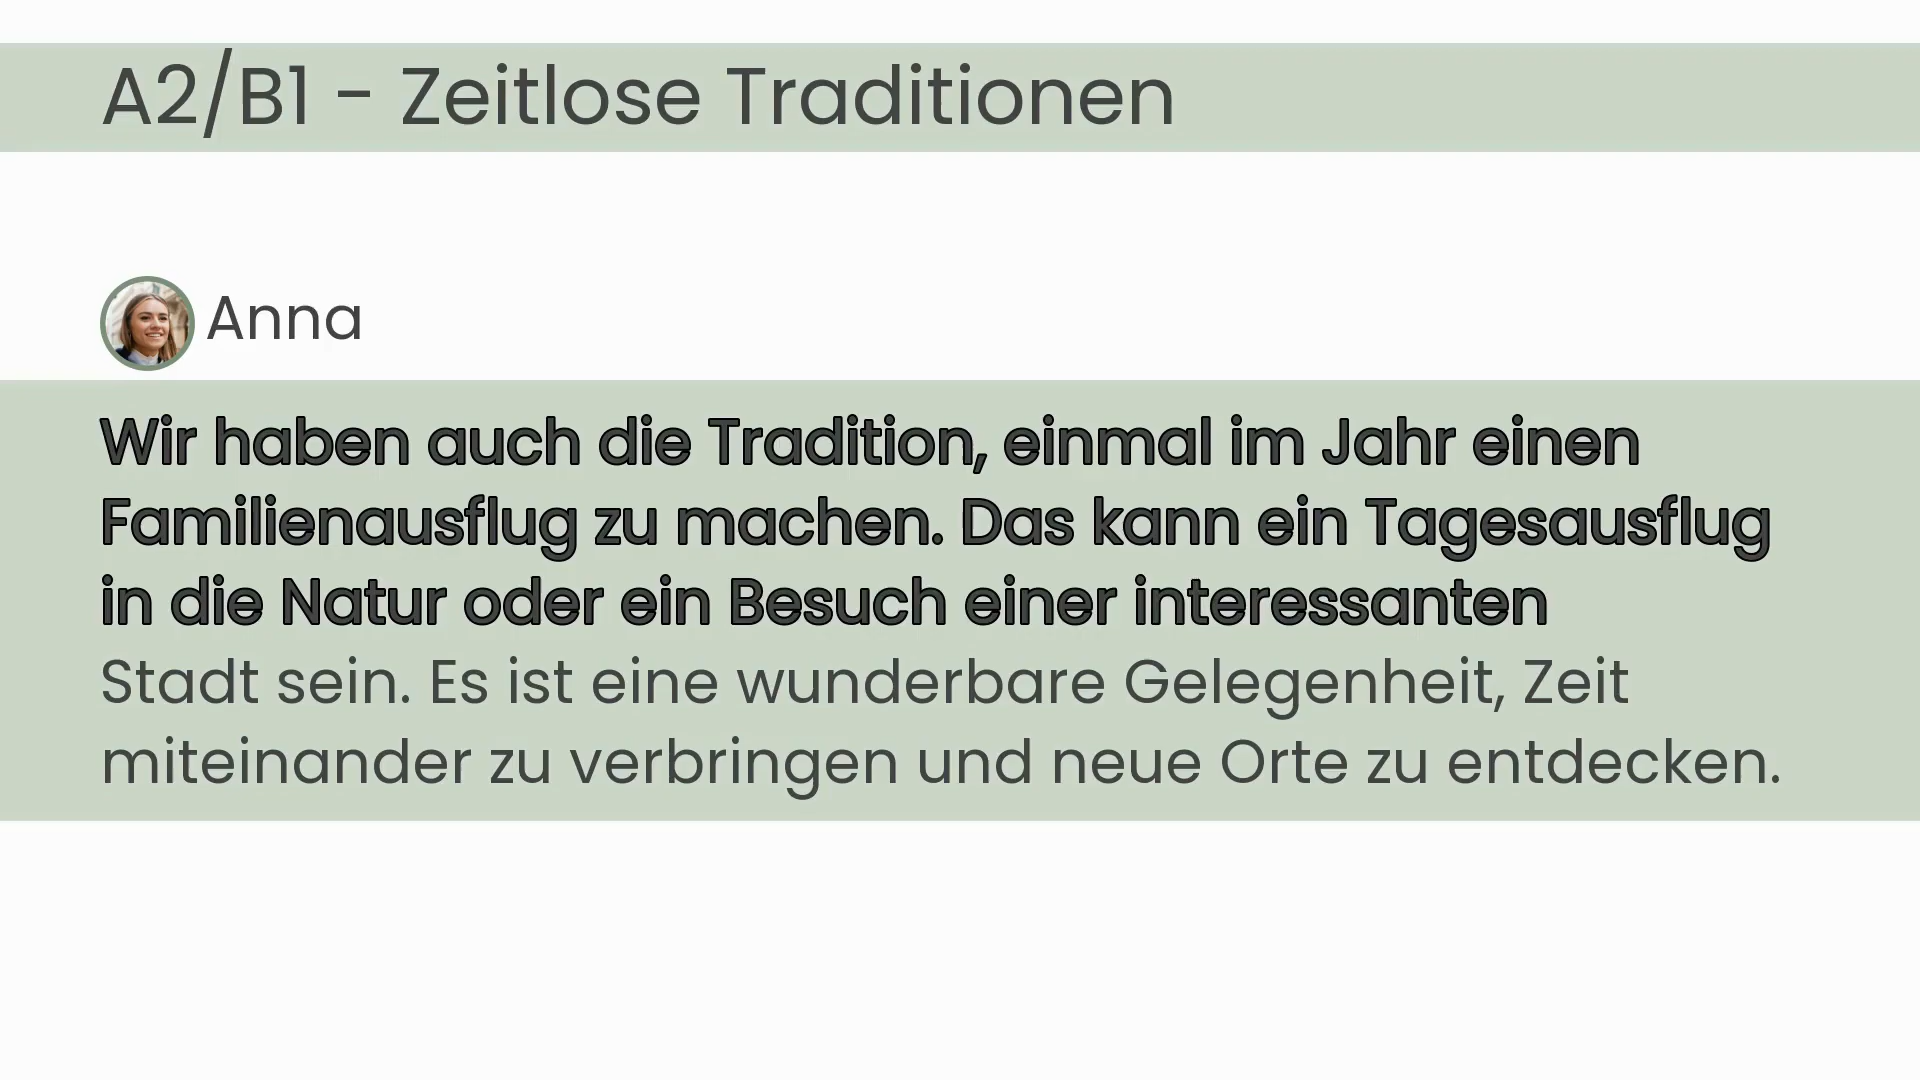 A2/B1 - Zeitlose Traditionen
Anna
Wir haben auch die Tradition, einmal im Jahr einen
Familienausflug zu machen. Das kann ein Tagesausflug
in die Natur oder ein Besuch einer interessanten
Stadt sein. Es ist eine wunderbare Gelegenheit, Zeit
miteinander zu verbringen und neue Orte zu entdecken.